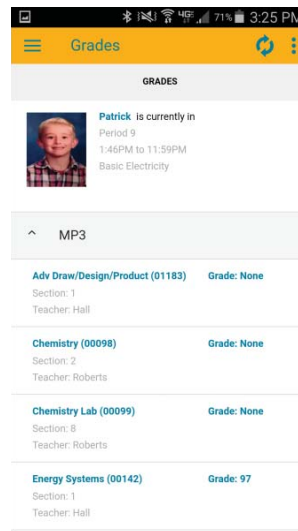 4G 71% 3:25 PM
Grades
GRADES
Patrick is currently in
Period 9
1:46PM to 11:59PM
Basic Electricity
MP3
Adv Draw/Design/Product (01183) Grade: None
Section: 1
Teacher: Hall
Chemistry (00098) Grade: None
Section: 2
Teacher: Roberts
Chemistry Lab (00099) Grade: None
Section: 8
Teacher: Roberts
Energy Systems (00142) Grade: 97
Section: 1
Teacher: Hall